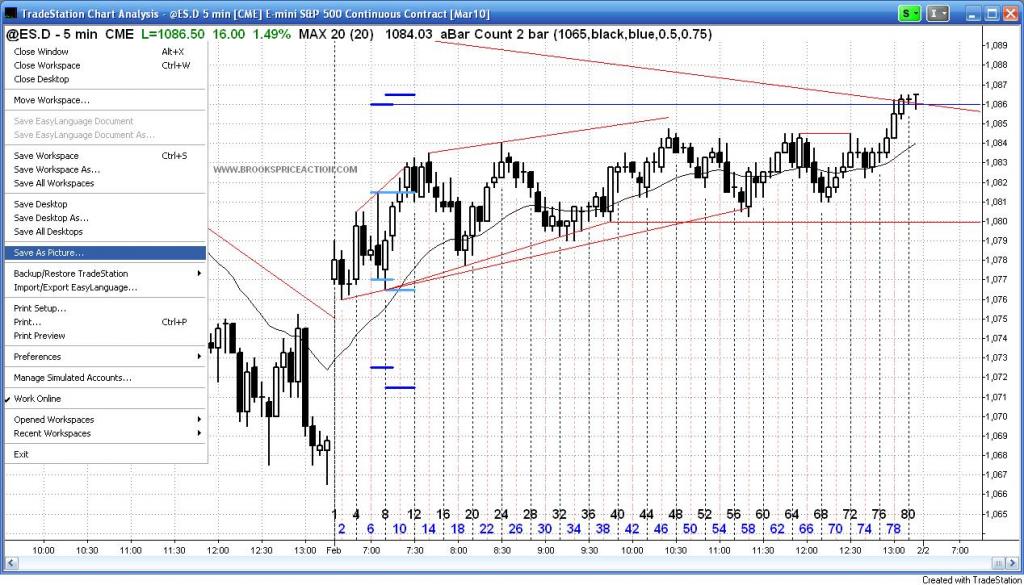 TradeStation Chart Analysis - @ES.D 5 min [CME] E-mini S&P 500 Continuous Contract [Mar10]
S
I
@ES.D - 5 min CME L=1086.50 16.00 1.49% MAX 20 (20) 1084.03 aBar Count 2 bar (1065,black,blue,0.5,0.75)
Close Window Alt+X
Close Workspace Ctrl+W
Close Desktop
Move Workspace...
Save EasyLanguage Document
Save EasyLanguage Document As...
Save Workspace Ctrl+S
Save Workspace As...
Save All Workspaces
Save Desktop
Save Desktop As...
Save All Desktops
Save As Picture...
Backup/Restore TradeStation
Import/Export EasyLanguage...
Print Setup...
Print... Ctrl+P
Print Preview
Preferences
Manage Simulated Accounts...
Work Online
Opened Workspaces
Recent Workspaces
Exit
WWW.BROOKSPRICEACTION.COM
1,089
1,088
1,087
1,086
1,085
1,084
1,083
1,082
1,081
1,080
1,079
1,078
1,077
1,076
1,075
1,074
1,073
1,072
1,071
1,070
1,069
1,068
1,067
1,066
1,065
1 4 8 12 16 20 24 28 32 36 40 44 48 52 56 60 64 68 72 76 80
2 6 10 14 18 22 26 30 34 38 42 46 50 54 58 62 66 70 74 78
10:00 10:30 11:00 11:30 12:00 12:30 13:00 Feb 7:00 7:30 8:00 8:30 9:00 9:30 10:00 10:30 11:00 11:30 12:00 12:30 13:00 2/2 7:00
Created with TradeStation